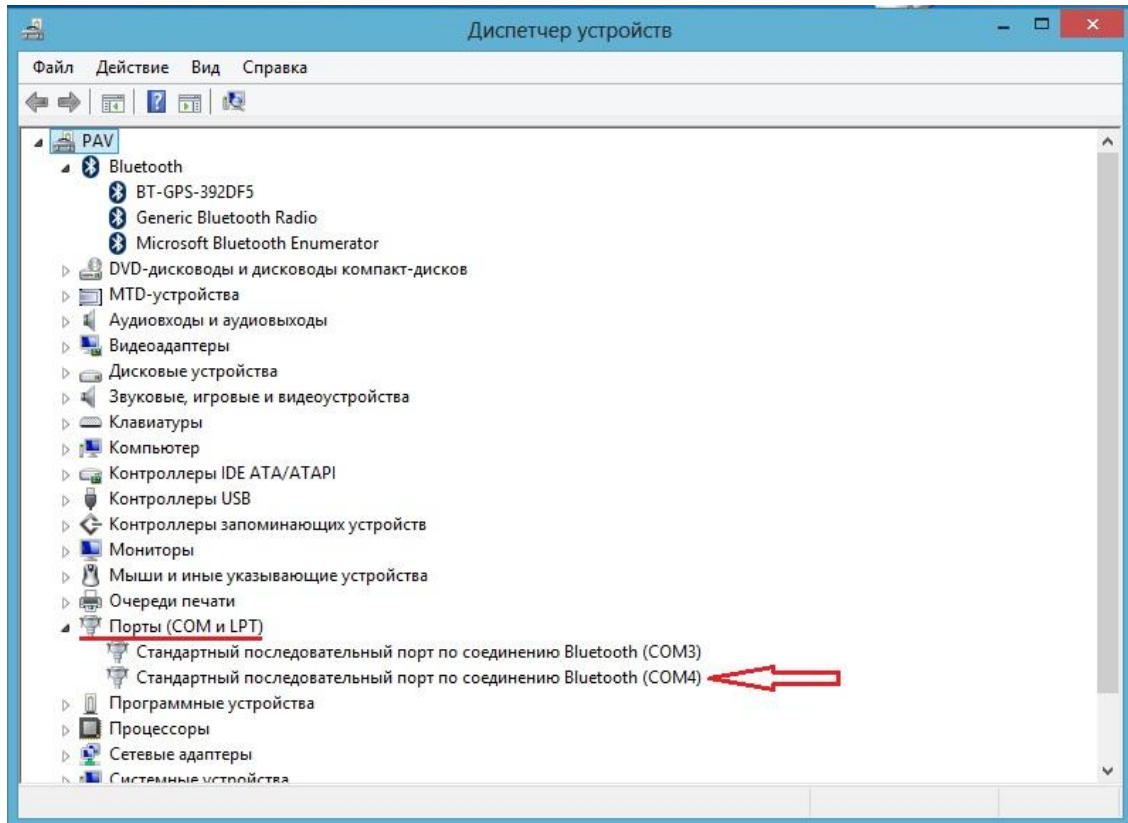 Диспетчер устройств
Файл Действие Вид Справка
PAV
Bluetooth
BT-GPS-392DF5
Generic Bluetooth Radio
Microsoft Bluetooth Enumerator
DVD-дисководы и дисководы компакт-дисков
MTD-устройства
Аудиовходы и аудиовыходы
Видеоадаптеры
Дисковые устройства
Звуковые, игровые и видеоустройства
Клавиатуры
Компьютер
Контроллеры IDE ATA/ATAPI
Контроллеры USB
Контроллеры запоминающих устройств
Мониторы
Мыши и иные указывающие устройства
Очереди печати
Порты (COM и LPT)
Стандартный последовательный порт по соединению Bluetooth (COM3)
Стандартный последовательный порт по соединению Bluetooth (COM4)
Программные устройства
Процессоры
Сетевые адаптеры
Системные устройства